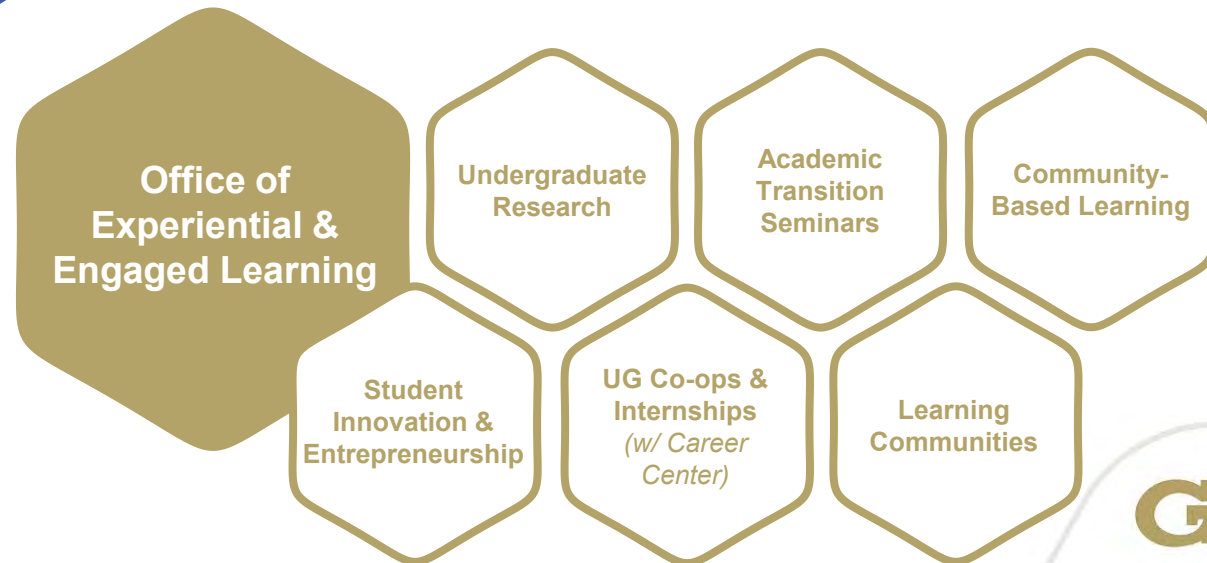 Office of
Experiential &
Engaged Learning
Undergraduate
Research
Academic
Transition
Seminars
Community-
Based Learning
Student
Innovation &
Entrepreneurship
UG Co-ops &
Internships
(w/ Career
Center)
Learning
Communities
G